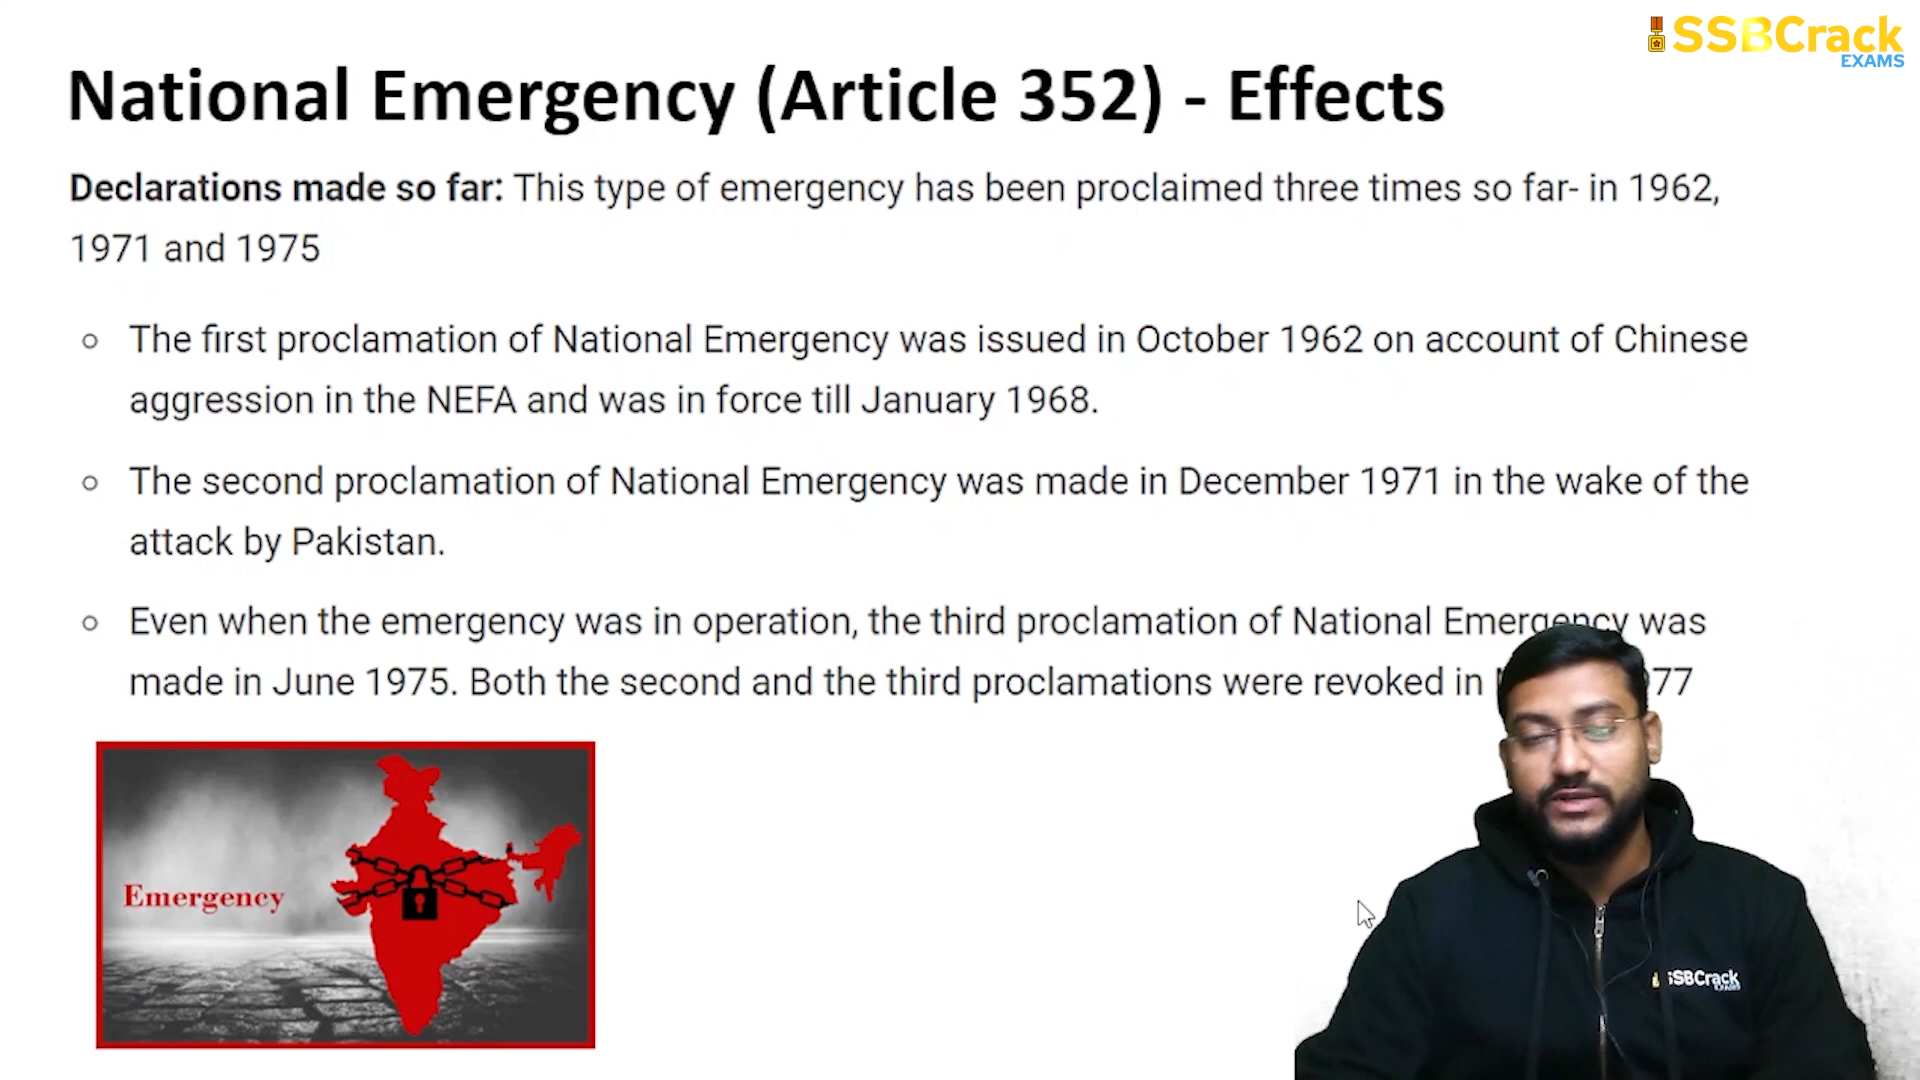 SSBCrack
EXAMS
National Emergency (Article 352) - Effects
Declarations made so far: This type of emergency has been proclaimed three times so far- in 1962,
1971 and 1975
The first proclamation of National Emergency was issued in October 1962 on account of Chinese
aggression in the NEFA and was in force till January 1968.
The second proclamation of National Emergency was made in December 1971 in the wake of the
attack by Pakistan.
Even when the emergency was in operation, the third proclamation of National Emergency was
made in June 1975. Both the second and the third proclamations were revoked in 77
Emergency
SSBCrack
EXAMS